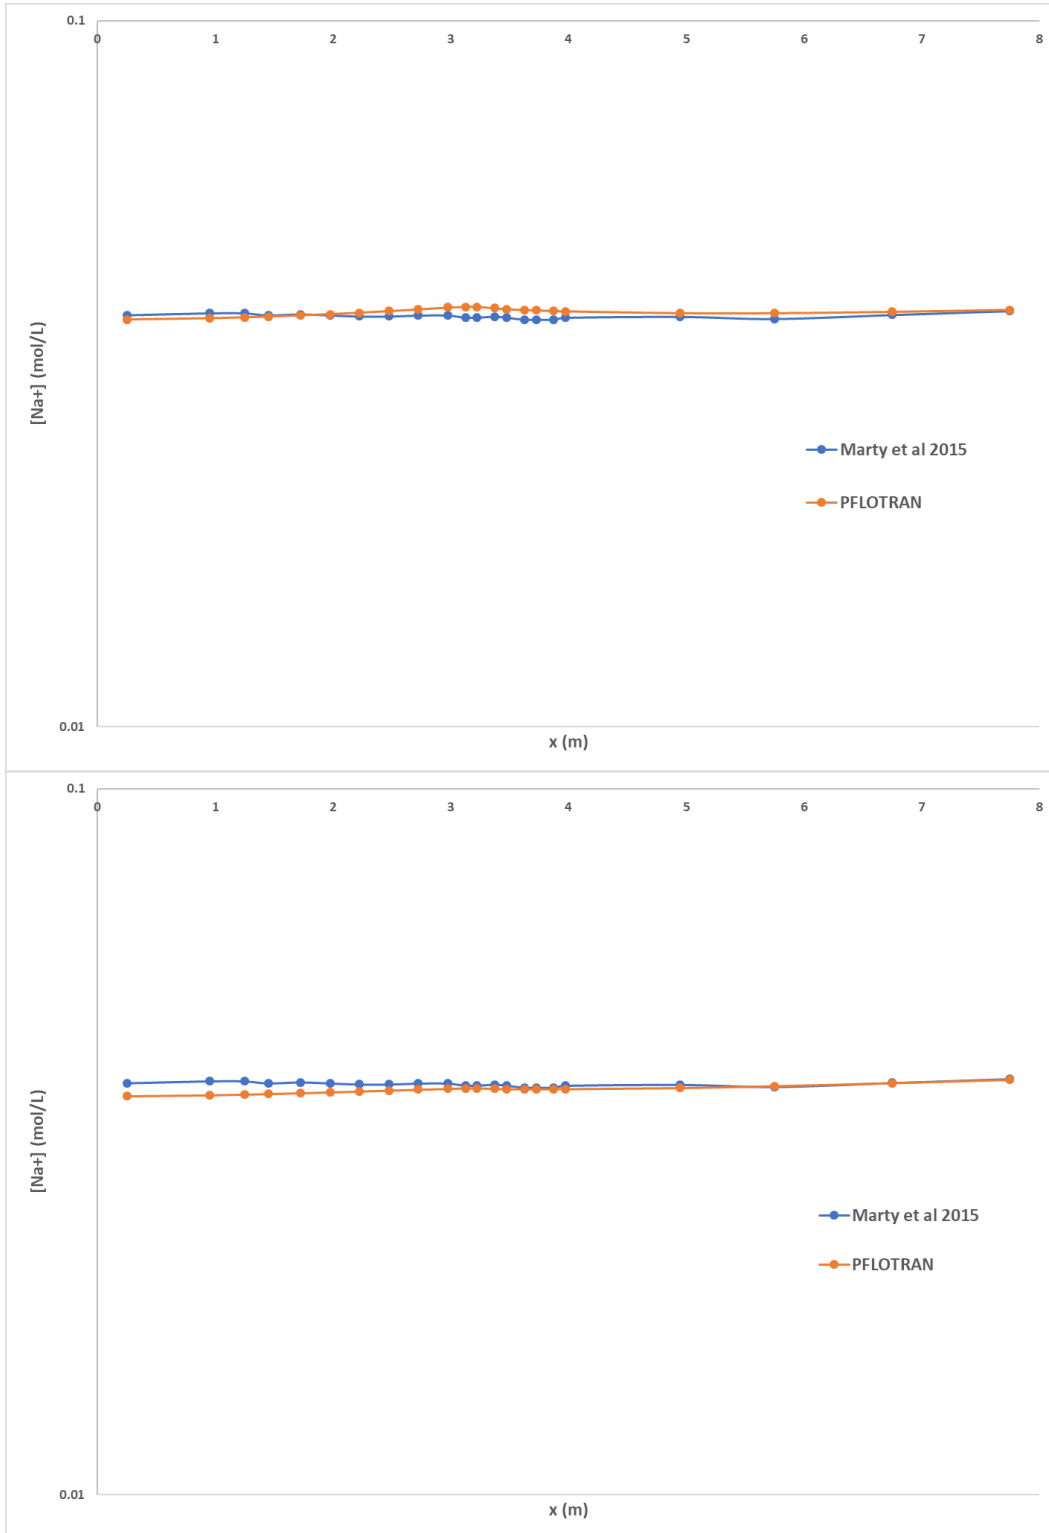 0.1
0 1 2 3 4 5 6 7 8
[Na+] (mol/L)
Marty et al 2015
PFLOTRAN
0.01
x (m)
0.1
0 1 2 3 4 5 6 7 8
[Na+] (mol/L)
Marty et al 2015
PFLOTRAN
0.01
x (m)